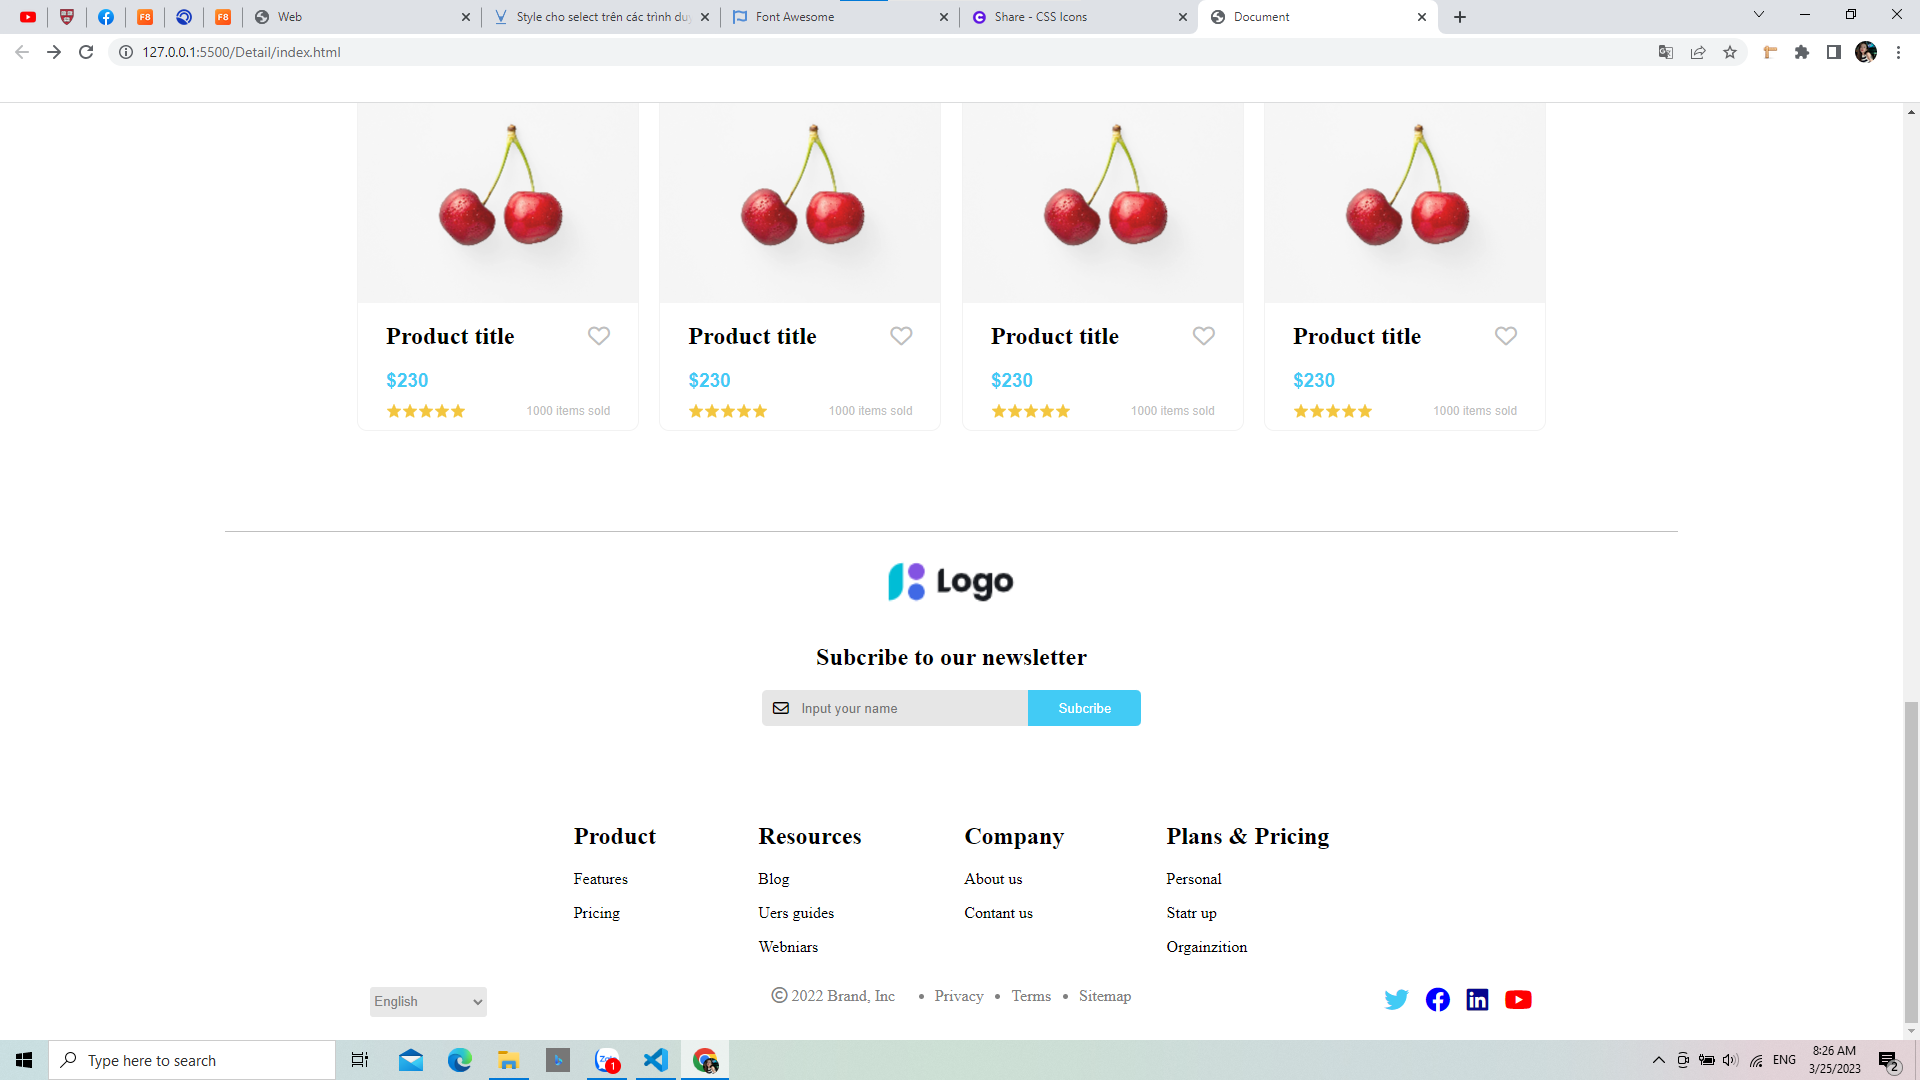 Web
Style cho select trên các trình du
Font Awesome
Share - CSS Icons
Document
127.0.0.1:5500/Detail/index.html
Product title Product title Product title Product title
$230 $230 $230 $230
1000 items sold 1000 items sold 1000 items sold 1000 items sold
Logo
Subcribe to our newsletter
Input your name Subcribe
Product Resources Company Plans & Pricing
Features Blog About us Personal
Pricing Uers guides Contant us Statr up
Webniars Orgainzition
English © 2022 Brand, Inc • Privacy • Terms • Sitemap
Type here to search
ENG
8:26 AM
3/25/2023
2
1
F8
F8